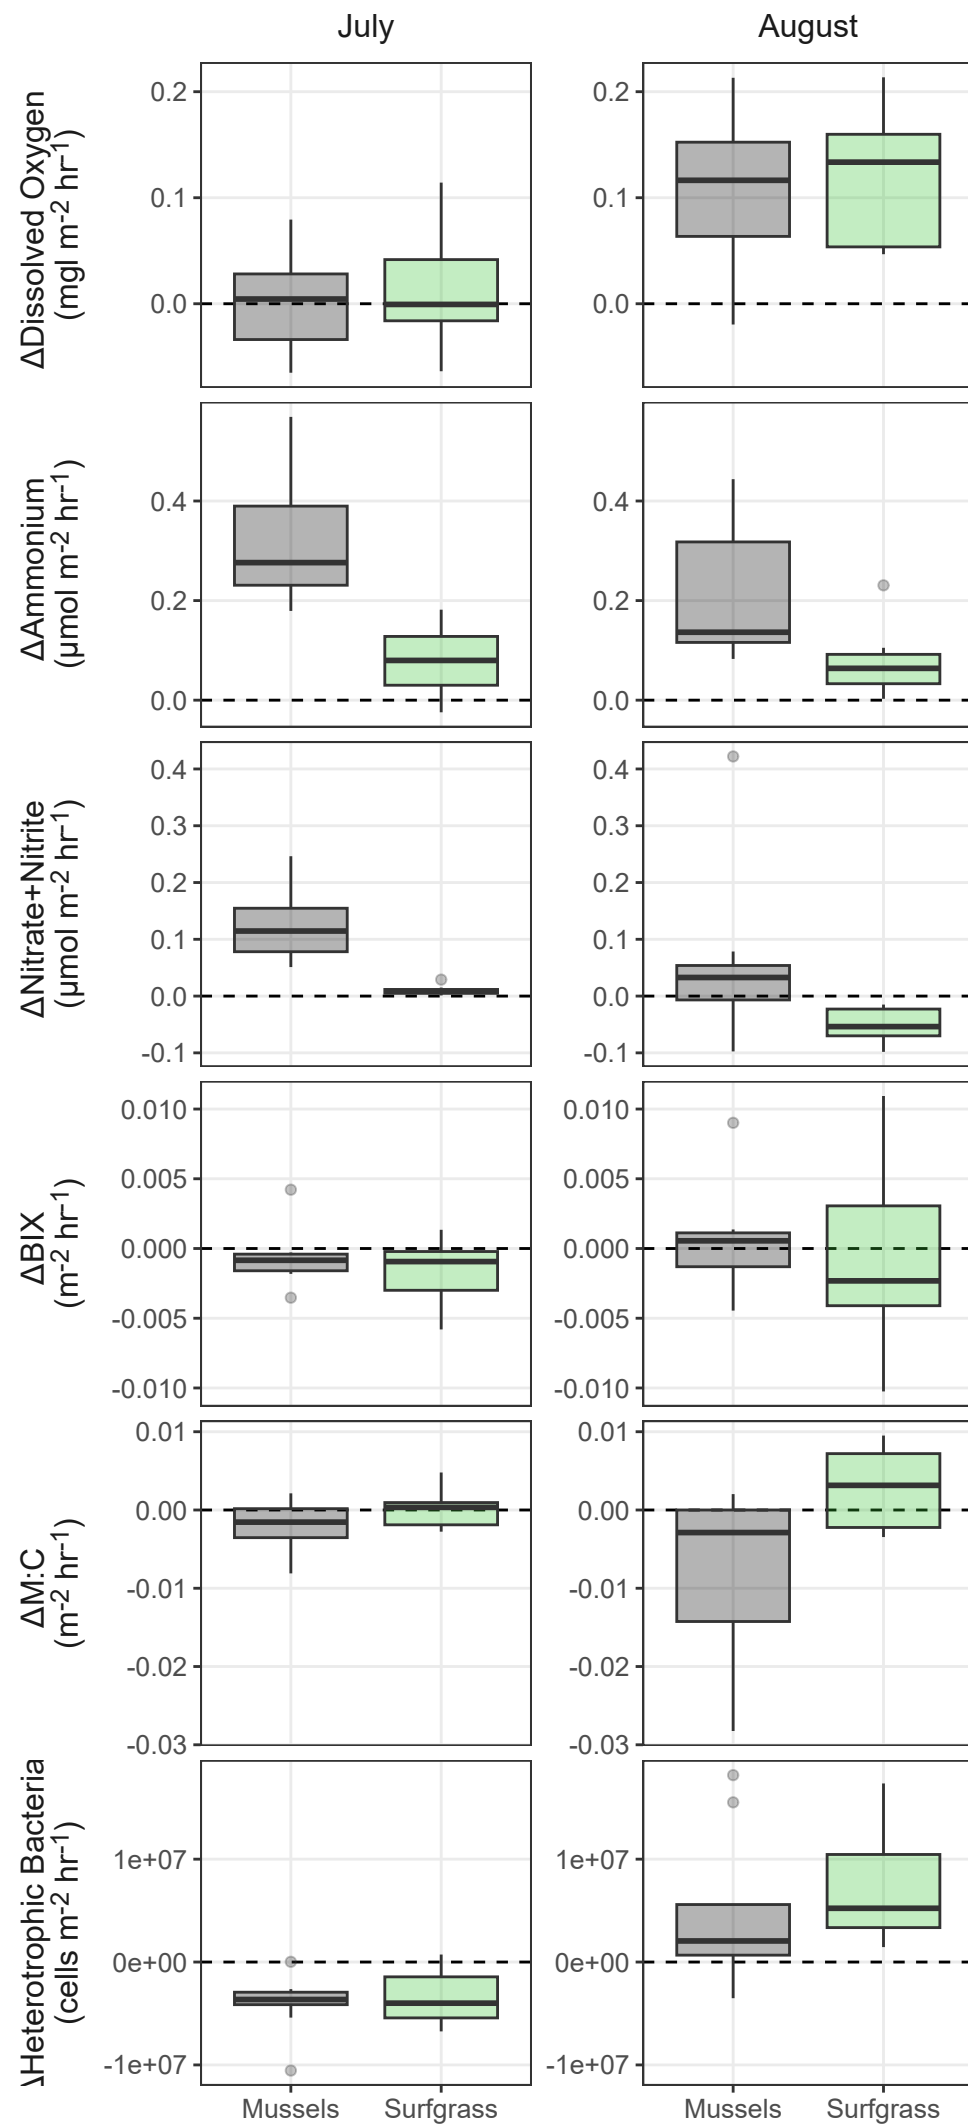 July
August
ΔDissolved Oxygen
(mgl m⁻² hr⁻¹)
0.2
0.1
0.0
0.2
0.1
0.0
ΔAmmonium
(μmol m⁻² hr⁻¹)
0.4
0.2
0.0
0.4
0.2
0.0
ΔNitrate+Nitrite
(μmol m⁻² hr⁻¹)
0.4
0.3
0.2
0.1
0.0
-0.1
0.4
0.3
0.2
0.1
0.0
-0.1
ΔBIX
(m⁻² hr⁻¹)
0.010
0.005
0.000
-0.005
-0.010
0.010
0.005
0.000
-0.005
-0.010
ΔM:C
(m⁻² hr⁻¹)
0.01
0.00
-0.01
-0.02
-0.03
0.01
0.00
-0.01
-0.02
-0.03
ΔHeterotrophic Bacteria
(cells m⁻² hr⁻¹)
1e+07
0e+00
-1e+07
1e+07
0e+00
-1e+07
Mussels
Surfgrass
Mussels
Surfgrass